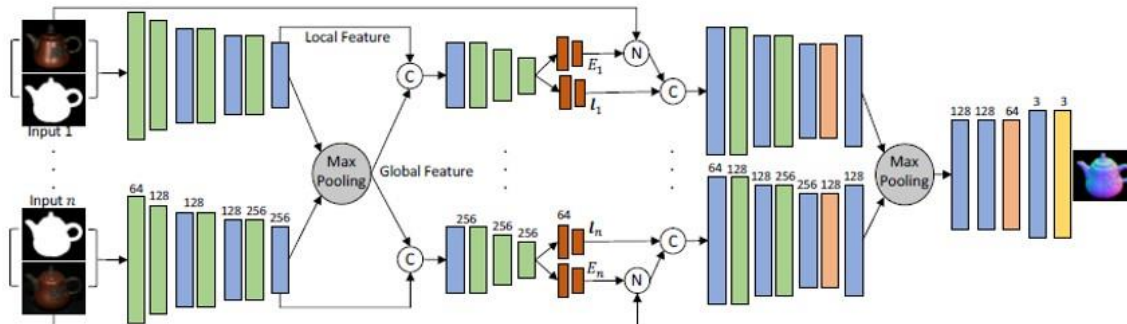 Local Feature
N
E₁
C
C
l₁
3 3
128 128 64
Input 1
Max
Pooling
Global Feature
Max
Pooling
Input n
64 128 128 128 256 256
256 256 256
64
lₙ
C
64 128 128 256 256 128 128
C
Eₙ
N